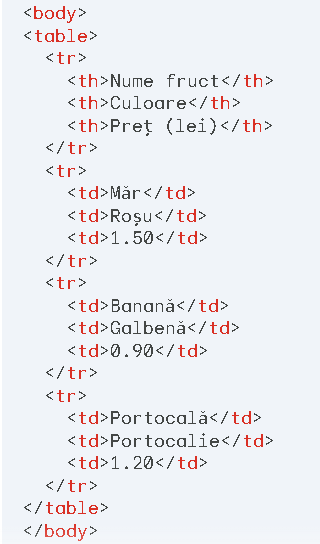 <body>
<table>
  <tr>
    <th>Nume fruct</th>
    <th>Culoare</th>
    <th>Preț (lei)</th>
  </tr>
  <tr>
    <td>Măr</td>
    <td>Roșu</td>
    <td>1.50</td>
  </tr>
  <tr>
    <td>Banană</td>
    <td>Galbenă</td>
    <td>0.90</td>
  </tr>
  <tr>
    <td>Portocală</td>
    <td>Portocalie</td>
    <td>1.20</td>
  </tr>
</table>
</body>